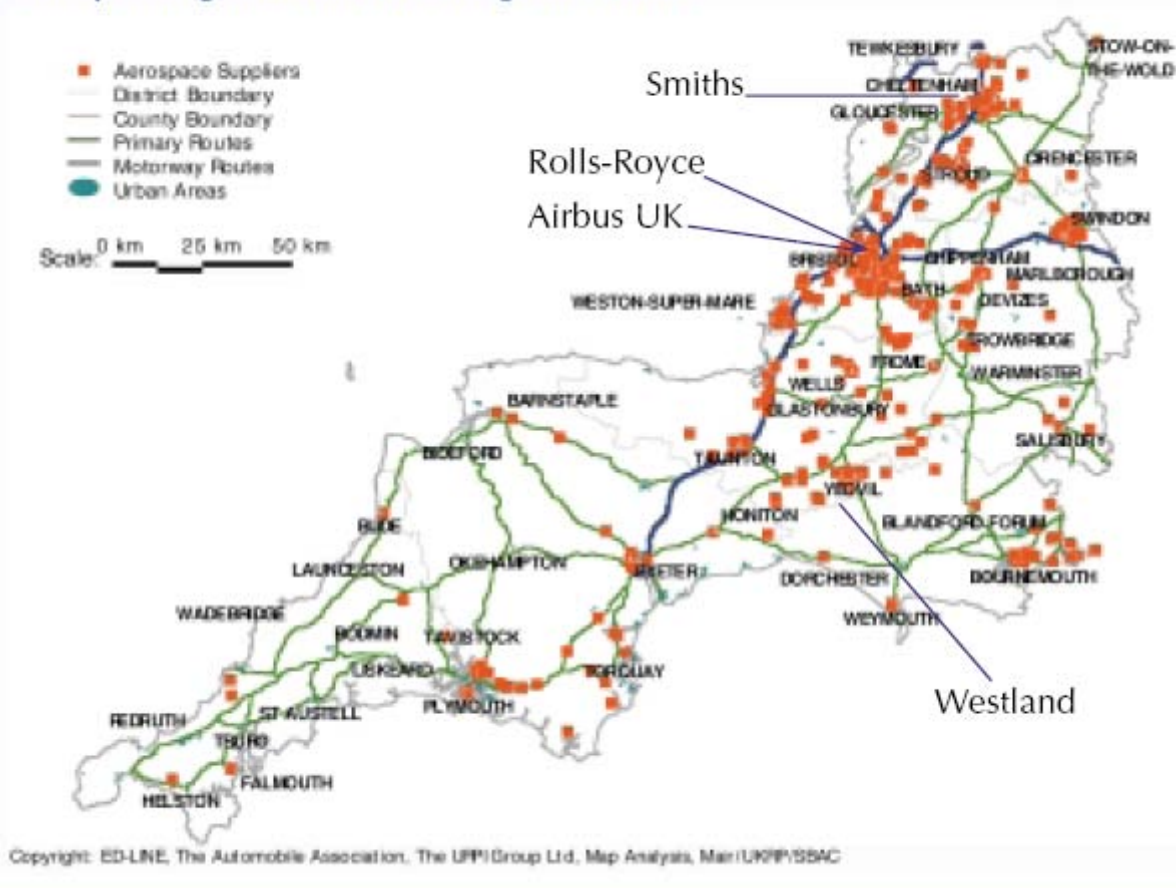 Aerospace Suppliers
District Boundary
County Boundary
Primary Routes
Motorway Routes
Urban Areas
Scale: 0 km 25 km 50 km
Smiths
Rolls-Royce
Airbus UK
Westland
TEWKESBURY
STOW-ON-
THE-WOLD
CHELTENHAM
GLOUCESTER
CIRENCESTER
STROUD
SWINDON
BRISTOL
CHIPPENHAM
MARLBOROUGH
BATH
DEVIZES
WESTON-SUPER-MARE
TROWBRIDGE
FROME
WARMINSTER
WELLS
GLASTONBURY
BARNSTAPLE
SALISBURY
BIDEFORD
TAUNTON
YEOVIL
HONITON
BLANDFORD FORUM
BUDE
OKEHAMPTON
LAUNCESTON
EXETER
DORCHESTER
BOURNEMOUTH
WADEBRIDGE
WEYMOUTH
BODMIN
TAVISTOCK
LISKEARD
TORQUAY
PLYMOUTH
REDRUTH
ST AUSTELL
FALMOUTH
HELSTON
Copyright: ED-LINE, The Automobile Association, The UPPI Group Ltd, Map Analysis, /UKRP/SBAC